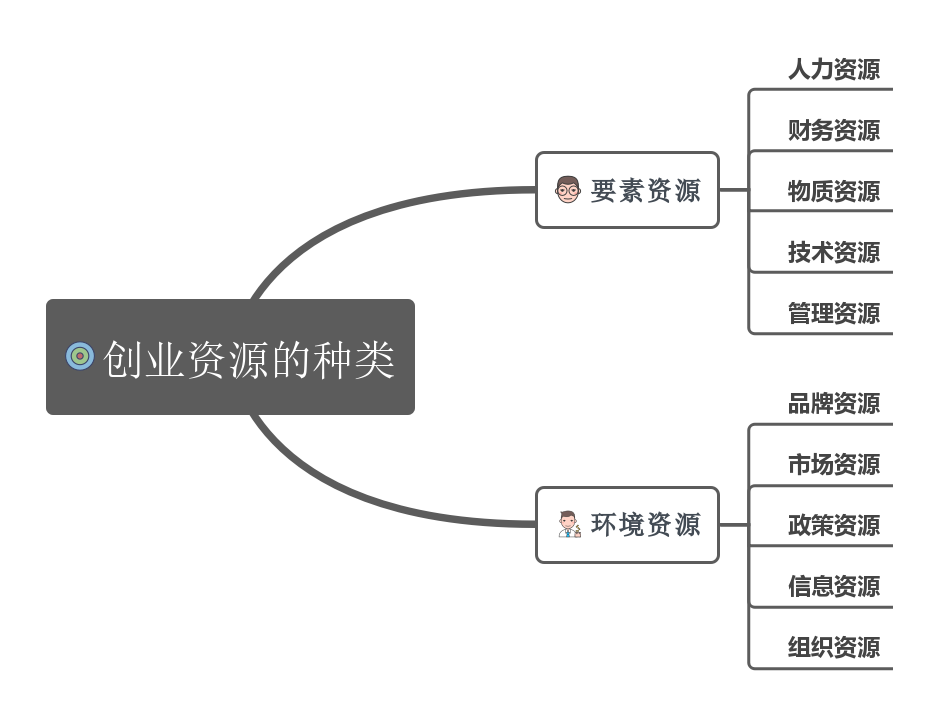 创业资源的种类
要素资源
人力资源
财务资源
物质资源
技术资源
管理资源
环境资源
品牌资源
市场资源
政策资源
信息资源
组织资源